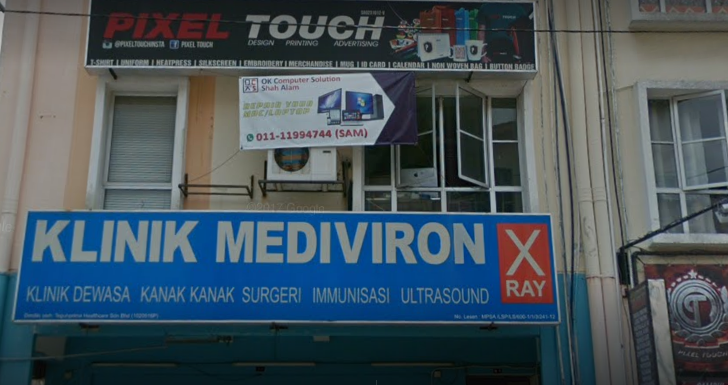 PIXEL TOUCH
DESIGN PRINTING ADVERTISING
@PIXELTOUCHINSTA PIXEL TOUCH
T-SHIRT | UNIFORM | HEATPRESS | SILKSCREEN | EMBROIDERY | MERCHANDISE | MUG | ID CARD | CALENDAR | NON WOVEN BAG | BUTTON BADGE
OK Computer Solution
Shah Alam
REPAIR YOUR
MAC/LAPTOP
011-11994744 (SAM)
KLINIK MEDIVIRON
X
RAY
KLINIK DEWASA KANAK KANAK SURGERI IMMUNISASI ULTRASOUND
PIXEL TOUCH